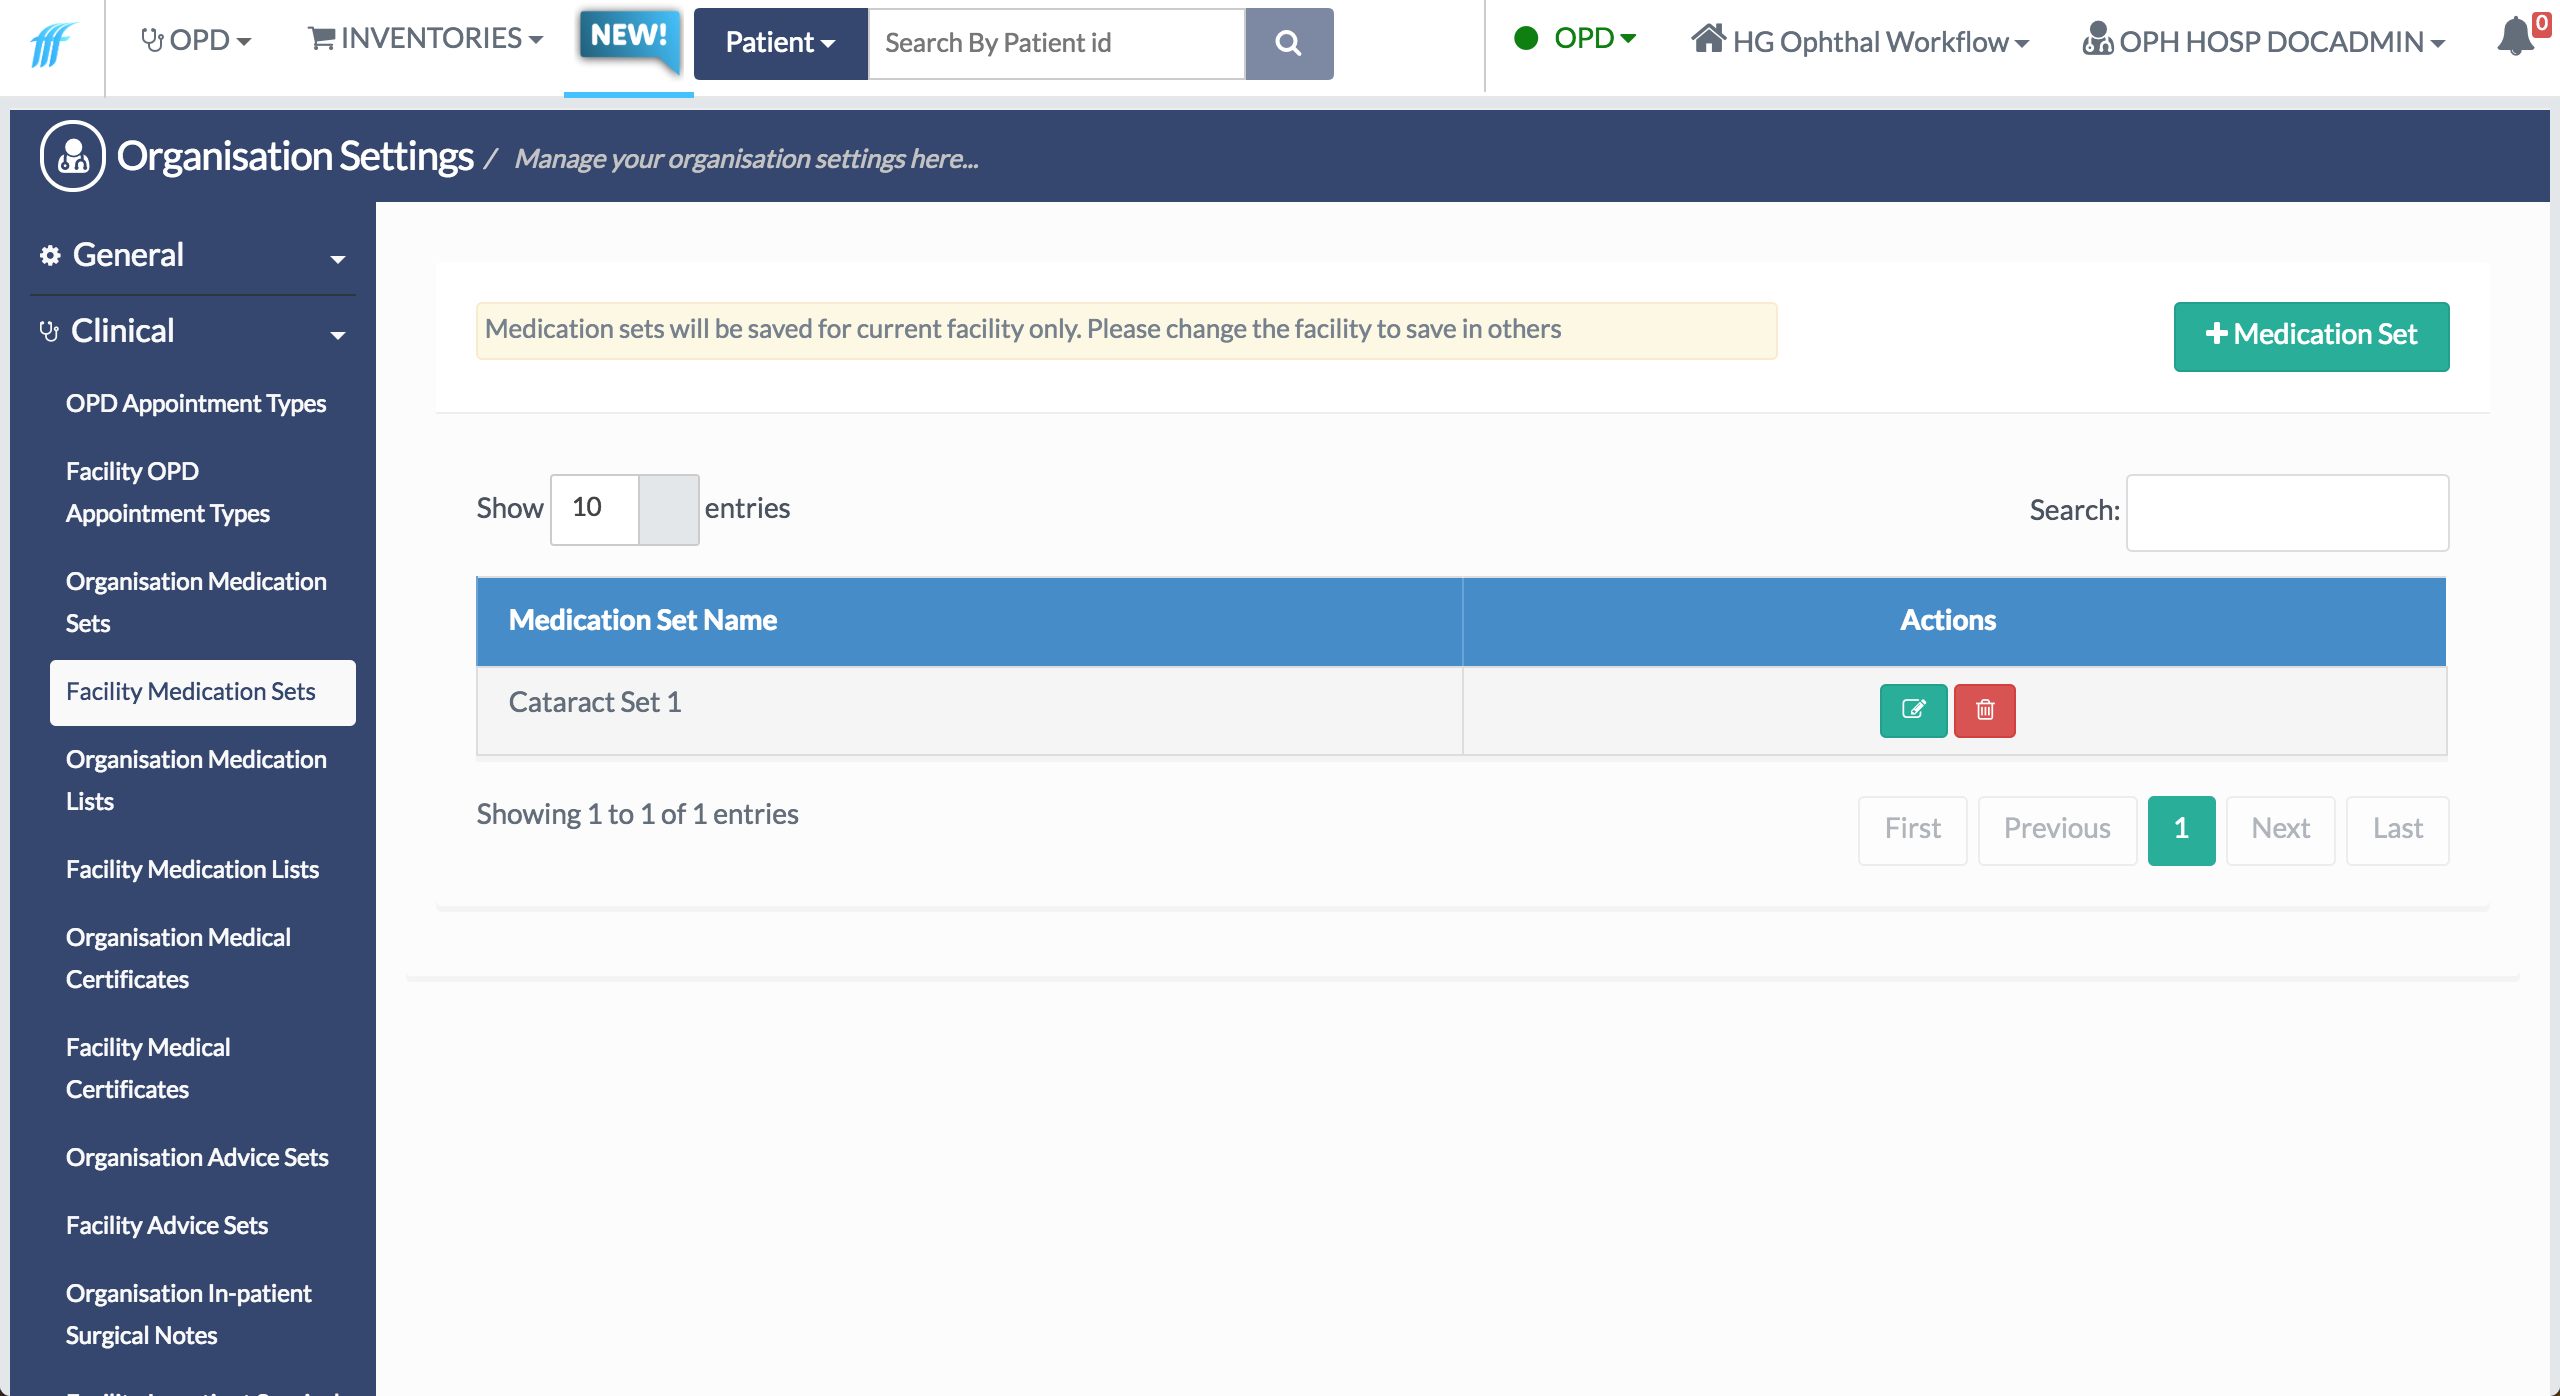 OPD
INVENTORIES
NEW!
Patient
Search By Patient id
OPD
HG Ophthal Workflow
OPH HOSP DOCADMIN
0
Organisation Settings / Manage your organisation settings here...
General
Clinical
OPD Appointment Types
Facility OPD
Appointment Types
Organisation Medication
Sets
Facility Medication Sets
Organisation Medication
Lists
Facility Medication Lists
Organisation Medical
Certificates
Facility Medical
Certificates
Organisation Advice Sets
Facility Advice Sets
Organisation In-patient
Surgical Notes
Medication sets will be saved for current facility only. Please change the facility to save in others
Medication Set
Show 10 entries
Search:
Medication Set Name
Actions
Cataract Set 1
Showing 1 to 1 of 1 entries
First
Previous
1
Next
Last